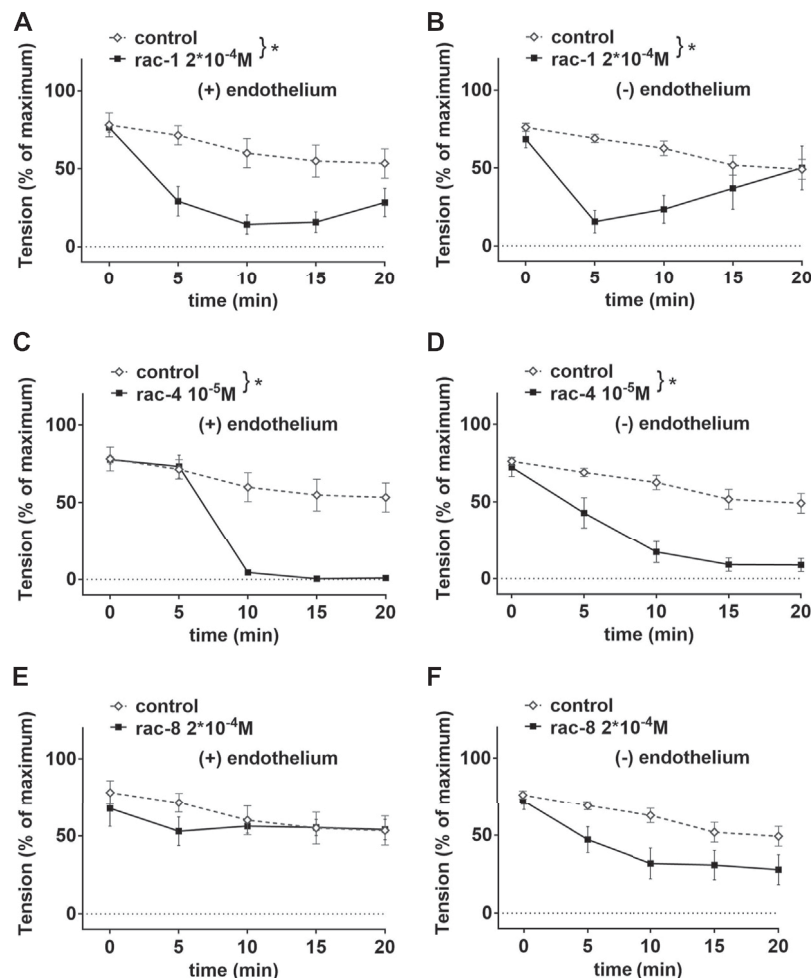 A
control
rac-1 2*10-4M
} *
(+) endothelium
Tension (% of maximum)
100
50
0
0 5 10 15 20
time (min)
B
control
rac-1 2*10-4M
} *
(-) endothelium
Tension (% of maximum)
100
50
0
0 5 10 15 20
time (min)
C
control
rac-4 10-5M
} *
(+) endothelium
Tension (% of maximum)
100
50
0
0 5 10 15 20
time (min)
D
control
rac-4 10-5M
} *
(-) endothelium
Tension (% of maximum)
100
50
0
0 5 10 15 20
time (min)
E
control
rac-8 2*10-4M
(+) endothelium
Tension (% of maximum)
100
50
0
0 5 10 15 20
time (min)
F
control
rac-8 2*10-4M
(-) endothelium
Tension (% of maximum)
100
50
0
0 5 10 15 20
time (min)